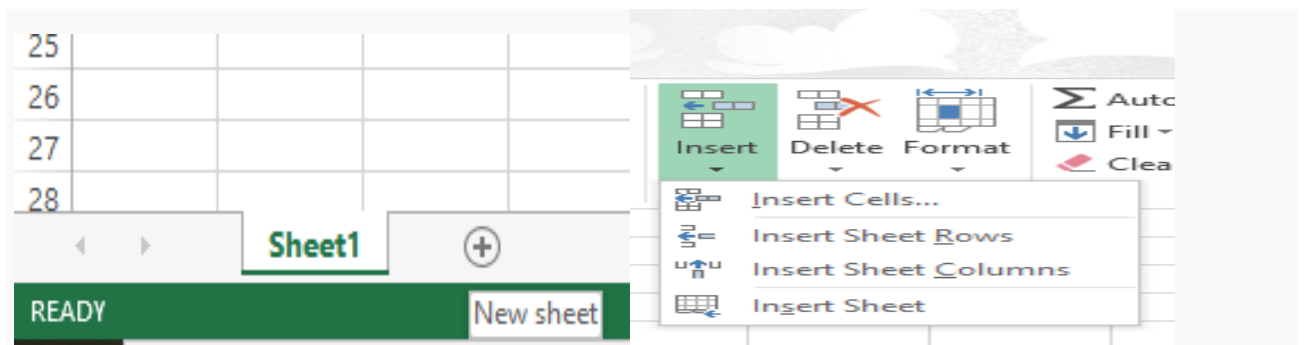 25
26
27
28
Sheet1
READY
New sheet
Insert Delete Format
Auto
Fill
Clea
Insert Cells...
Insert Sheet Rows
Insert Sheet Columns
Insert Sheet